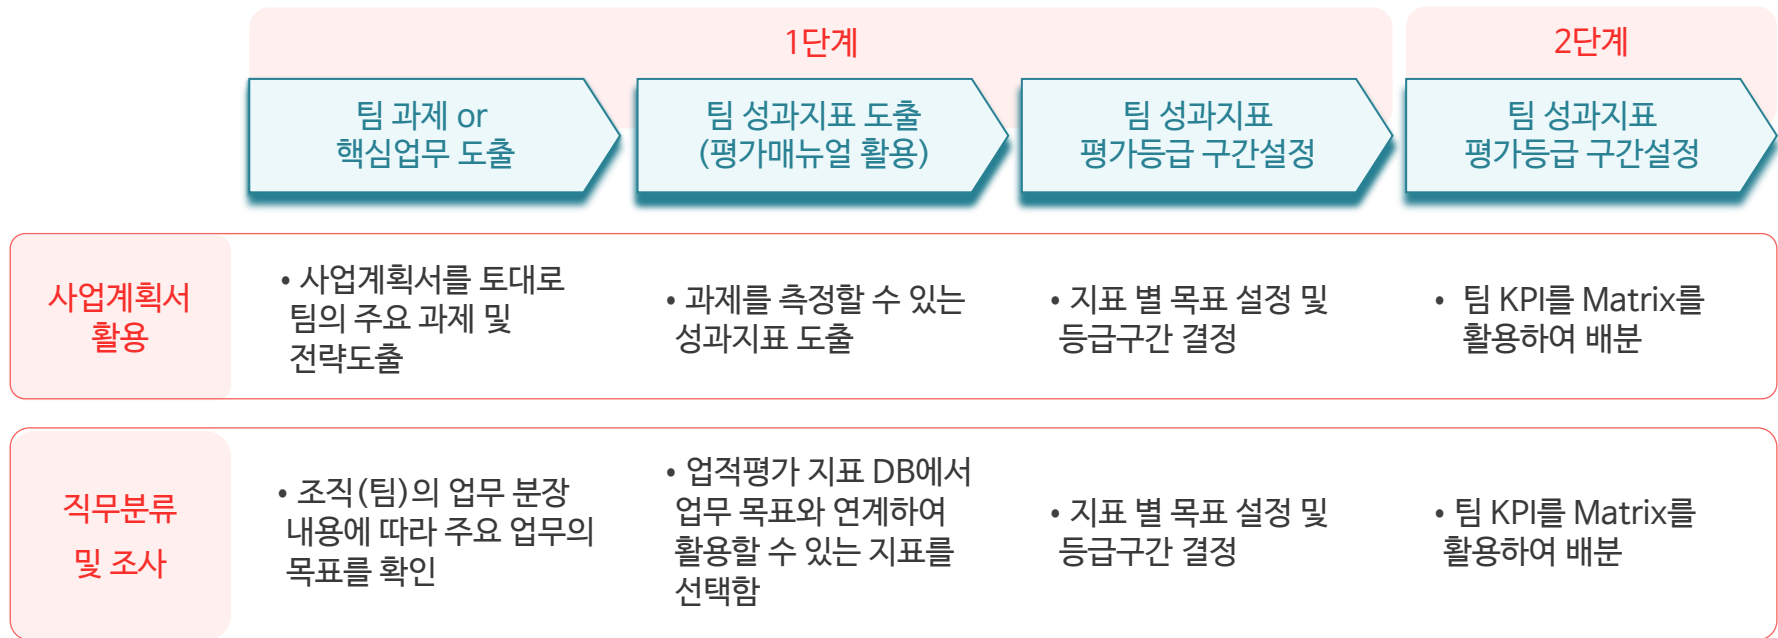 1단계
2단계
팀 과제 or
핵심업무 도출
팀 성과지표 도출
(평가매뉴얼 활용)
팀 성과지표
평가등급 구간설정
팀 성과지표
평가등급 구간설정
사업계획서
활용
• 사업계획서를 토대로
팀의 주요 과제 및
전략도출
• 과제를 측정할 수 있는
성과지표 도출
• 지표 별 목표 설정 및
등급구간 결정
• 팀 KPI를 Matrix를
활용하여 배분
직무분류
및 조사
• 조직(팀)의 업무 분장
내용에 따라 주요 업무의
목표를 확인
• 업적평가 지표 DB에서
업무 목표와 연계하여
활용할 수 있는 지표를
선택함
• 지표 별 목표 설정 및
등급구간 결정
• 팀 KPI를 Matrix를
활용하여 배분